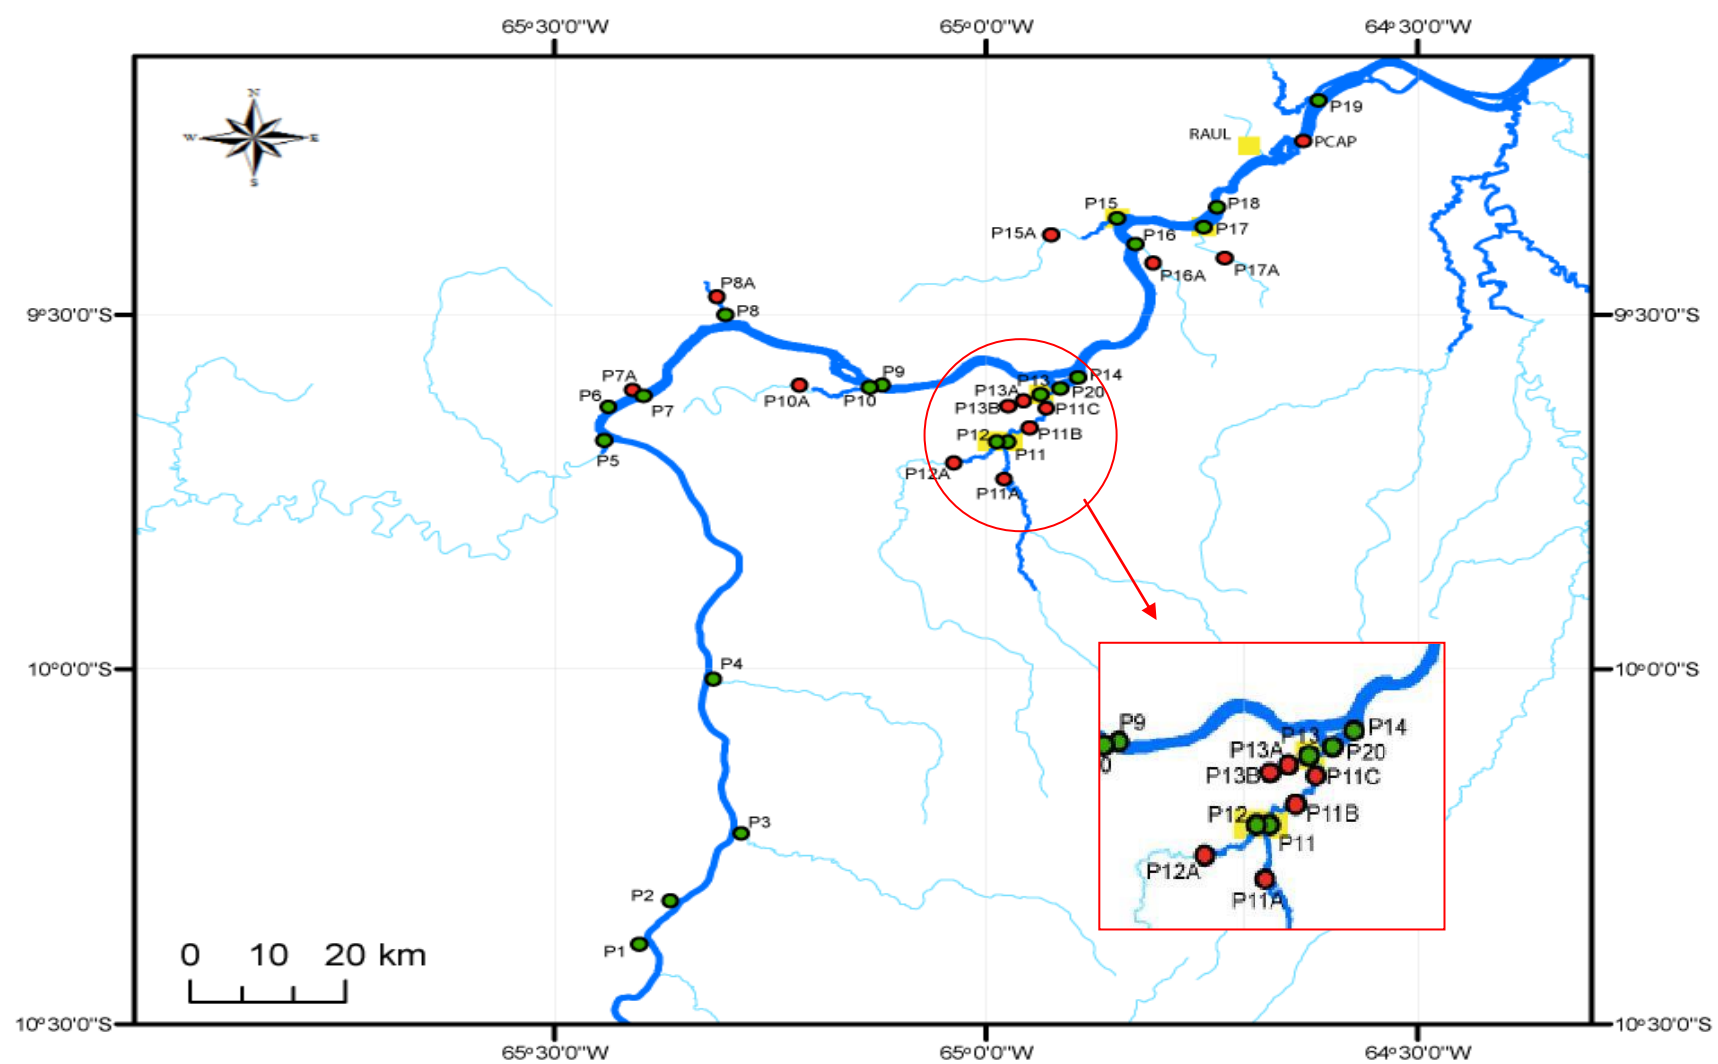 65°30'0"W 65°0'0"W 64°30'0"W
N
W E
S
P19
RAUL PCAP
P15 P18
P15A P16 P17
P16A P17A
P8A
9°30'0"S P8 9°30'0"S
P7A P9 P14
P6 P13
P13A P20
P10A P10 P13B P11C
P7
P12 P11B
P5 P11
P12A
P11A
10°0'0"S P4 10°0'0"S
P9 P14
P13
P13A P20
0 P13B P11C
P12 P11B
P11
P12A
P11A
P3
P2
P1
0 10 20 km
10°30'0"S 10°30'0"S
65°30'0"W 65°0'0"W 64°30'0"W